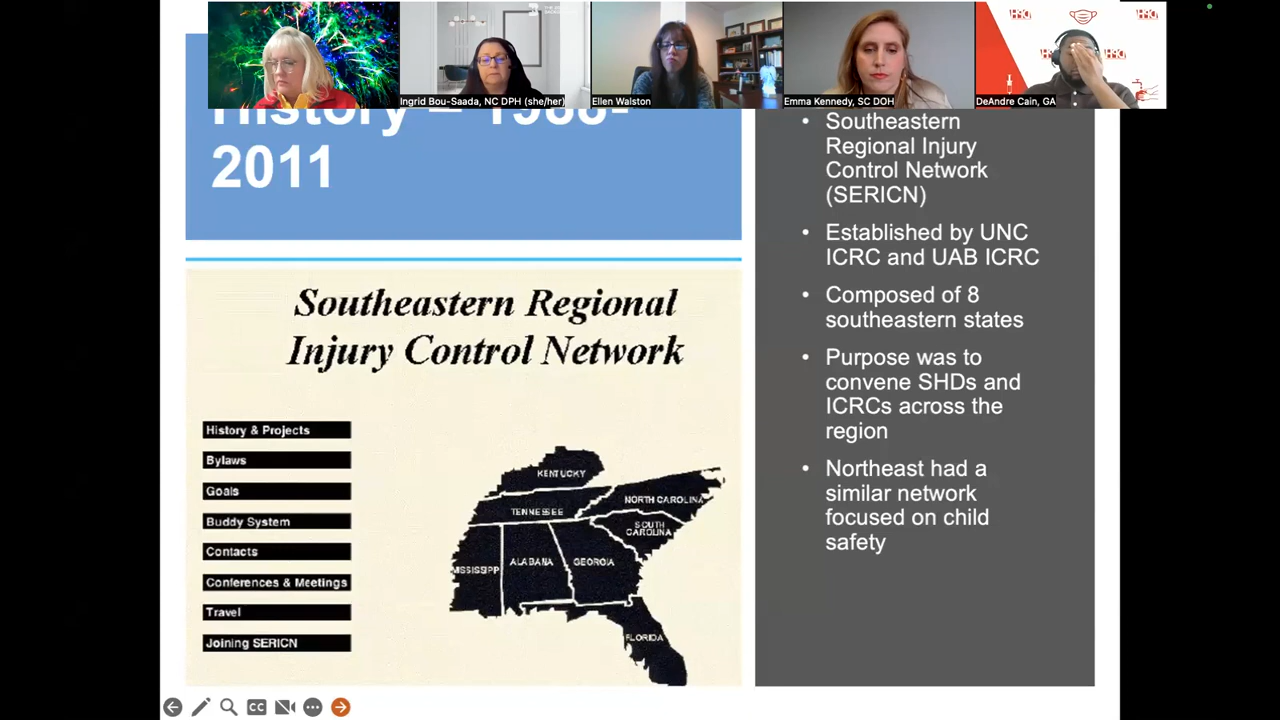 Ingrid Bou-Saada, NC DPH (she/her)
Ellen Walston
Emma Kennedy, SC DOH
DeAndre Cain, GA
2011
Southeastern Regional
Injury Control Network
History & Projects
Bylaws
Goals
Buddy System
Contacts
Conferences & Meetings
Travel
Joining SERICN
KENTUCKY
TENNESSEE
NORTH CAROLINA
SOUTH
CAROLINA
MISSISSIPP
ALABAMA
GEORGIA
FLORIDA
• Southeastern
Regional Injury
Control Network
(SERICN)
• Established by UNC
ICRC and UAB ICRC
• Composed of 8
southeastern states
• Purpose was to
convene SHDs and
ICRCs across the
region
• Northeast had a
similar network
focused on child
safety
CC